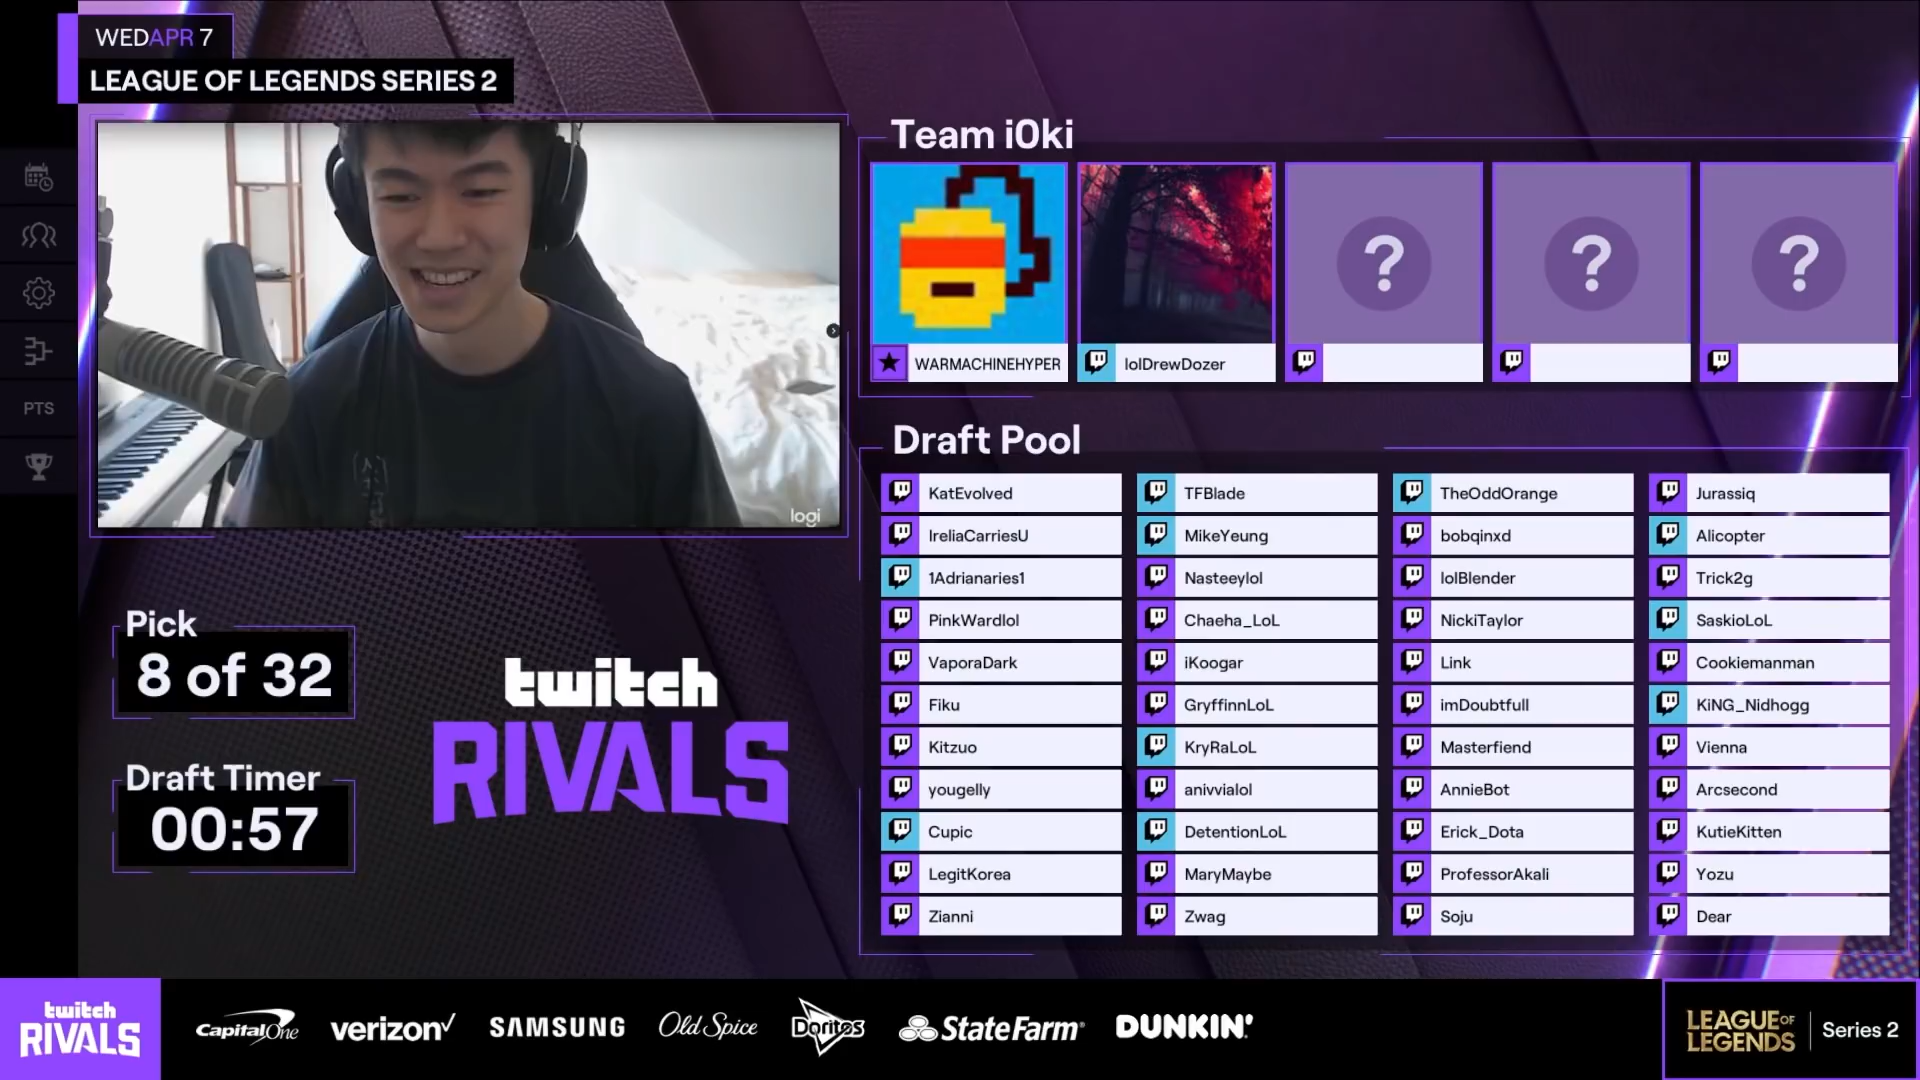 WEDAPR 7
LEAGUE OF LEGENDS SERIES 2
logi
PTS
Team i0ki
WARMACHINEHYPER
lolDrewDozer
?
?
?
Draft Pool
KatEvolved
TFBlade
TheOddOrange
Jurassiq
IreliaCarriesU
MikeYeung
bobqinxd
Alicopter
1Adrianaries1
Nasteeylol
lolBlender
Trick2g
PinkWardlol
Chaeha_LoL
NickiTaylor
SaskioLoL
VaporaDark
iKoogar
Link
Cookiemanman
Fiku
GryffinnLoL
imDoubtfull
KiNG_Nidhogg
Kitzuo
KryRaLoL
Masterfiend
Vienna
yougelly
anivvialol
AnnieBot
Arcsecond
Cupic
DetentionLoL
Erick_Dota
KutieKitten
LegitKorea
MaryMaybe
ProfessorAkali
Yozu
Zianni
Zwag
Soju
Dear
Pick
8 of 32
Draft Timer
00:57
twitch
RIVALS
twitch
RIVALS
Capital One
verizon
SAMSUNG
Old Spice
Doritos
State Farm
DUNKIN'
LEAGUE OF
LEGENDS
Series 2